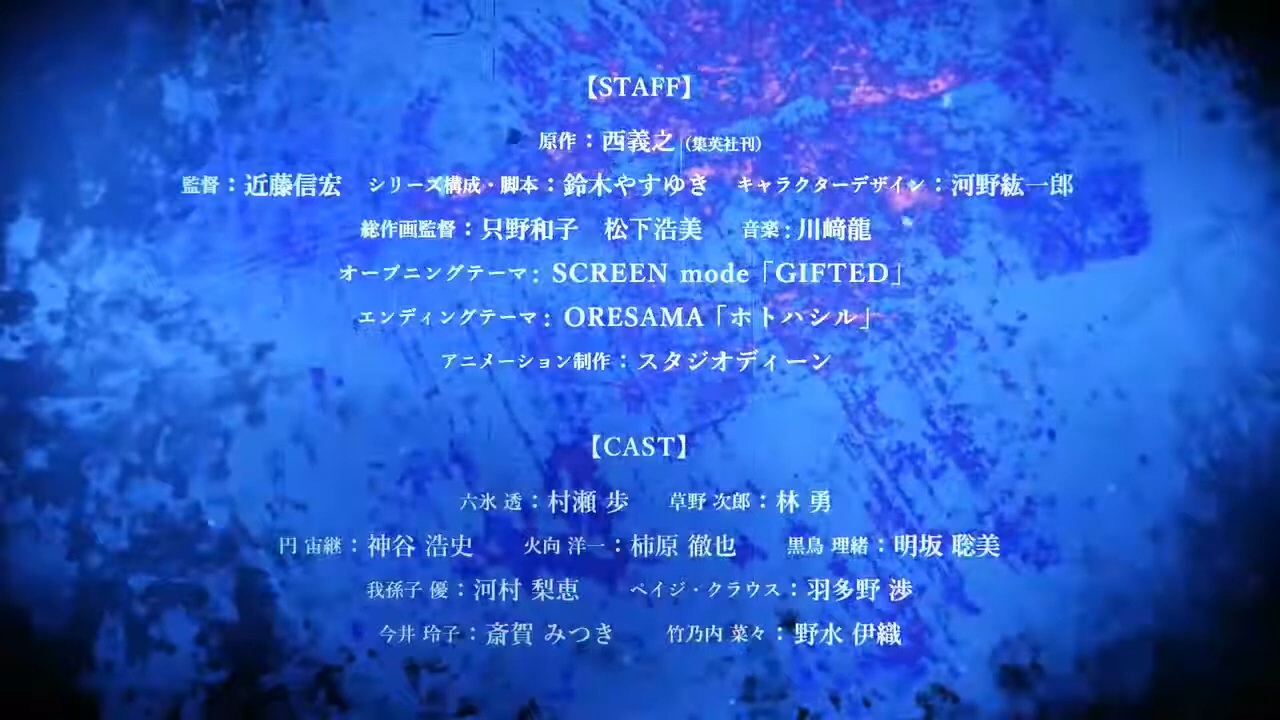 【STAFF】
原作：西義之（集英社刊）
監督：近藤信宏　シリーズ構成・脚本：鈴木やすゆき　キャラクターデザイン：河野紘一郎
総作画監督：只野和子　松下浩美　音楽：川﨑龍
オープニングテーマ：SCREEN mode「GIFTED」
エンディングテーマ：ORESAMA「ホトハシル」
アニメーション制作：スタジオディーン
【CAST】
六氷 透：村瀬 歩　草野 次郎：林 勇
円 宙継：神谷 浩史　火向 洋一：柿原 徹也　黒鳥 理緒：明坂 聡美
我孫子 優：河村 梨恵　ペイジ・クラウス：羽多野 渉
今井 玲子：斎賀 みつき　竹乃内 菜々：野水 伊織